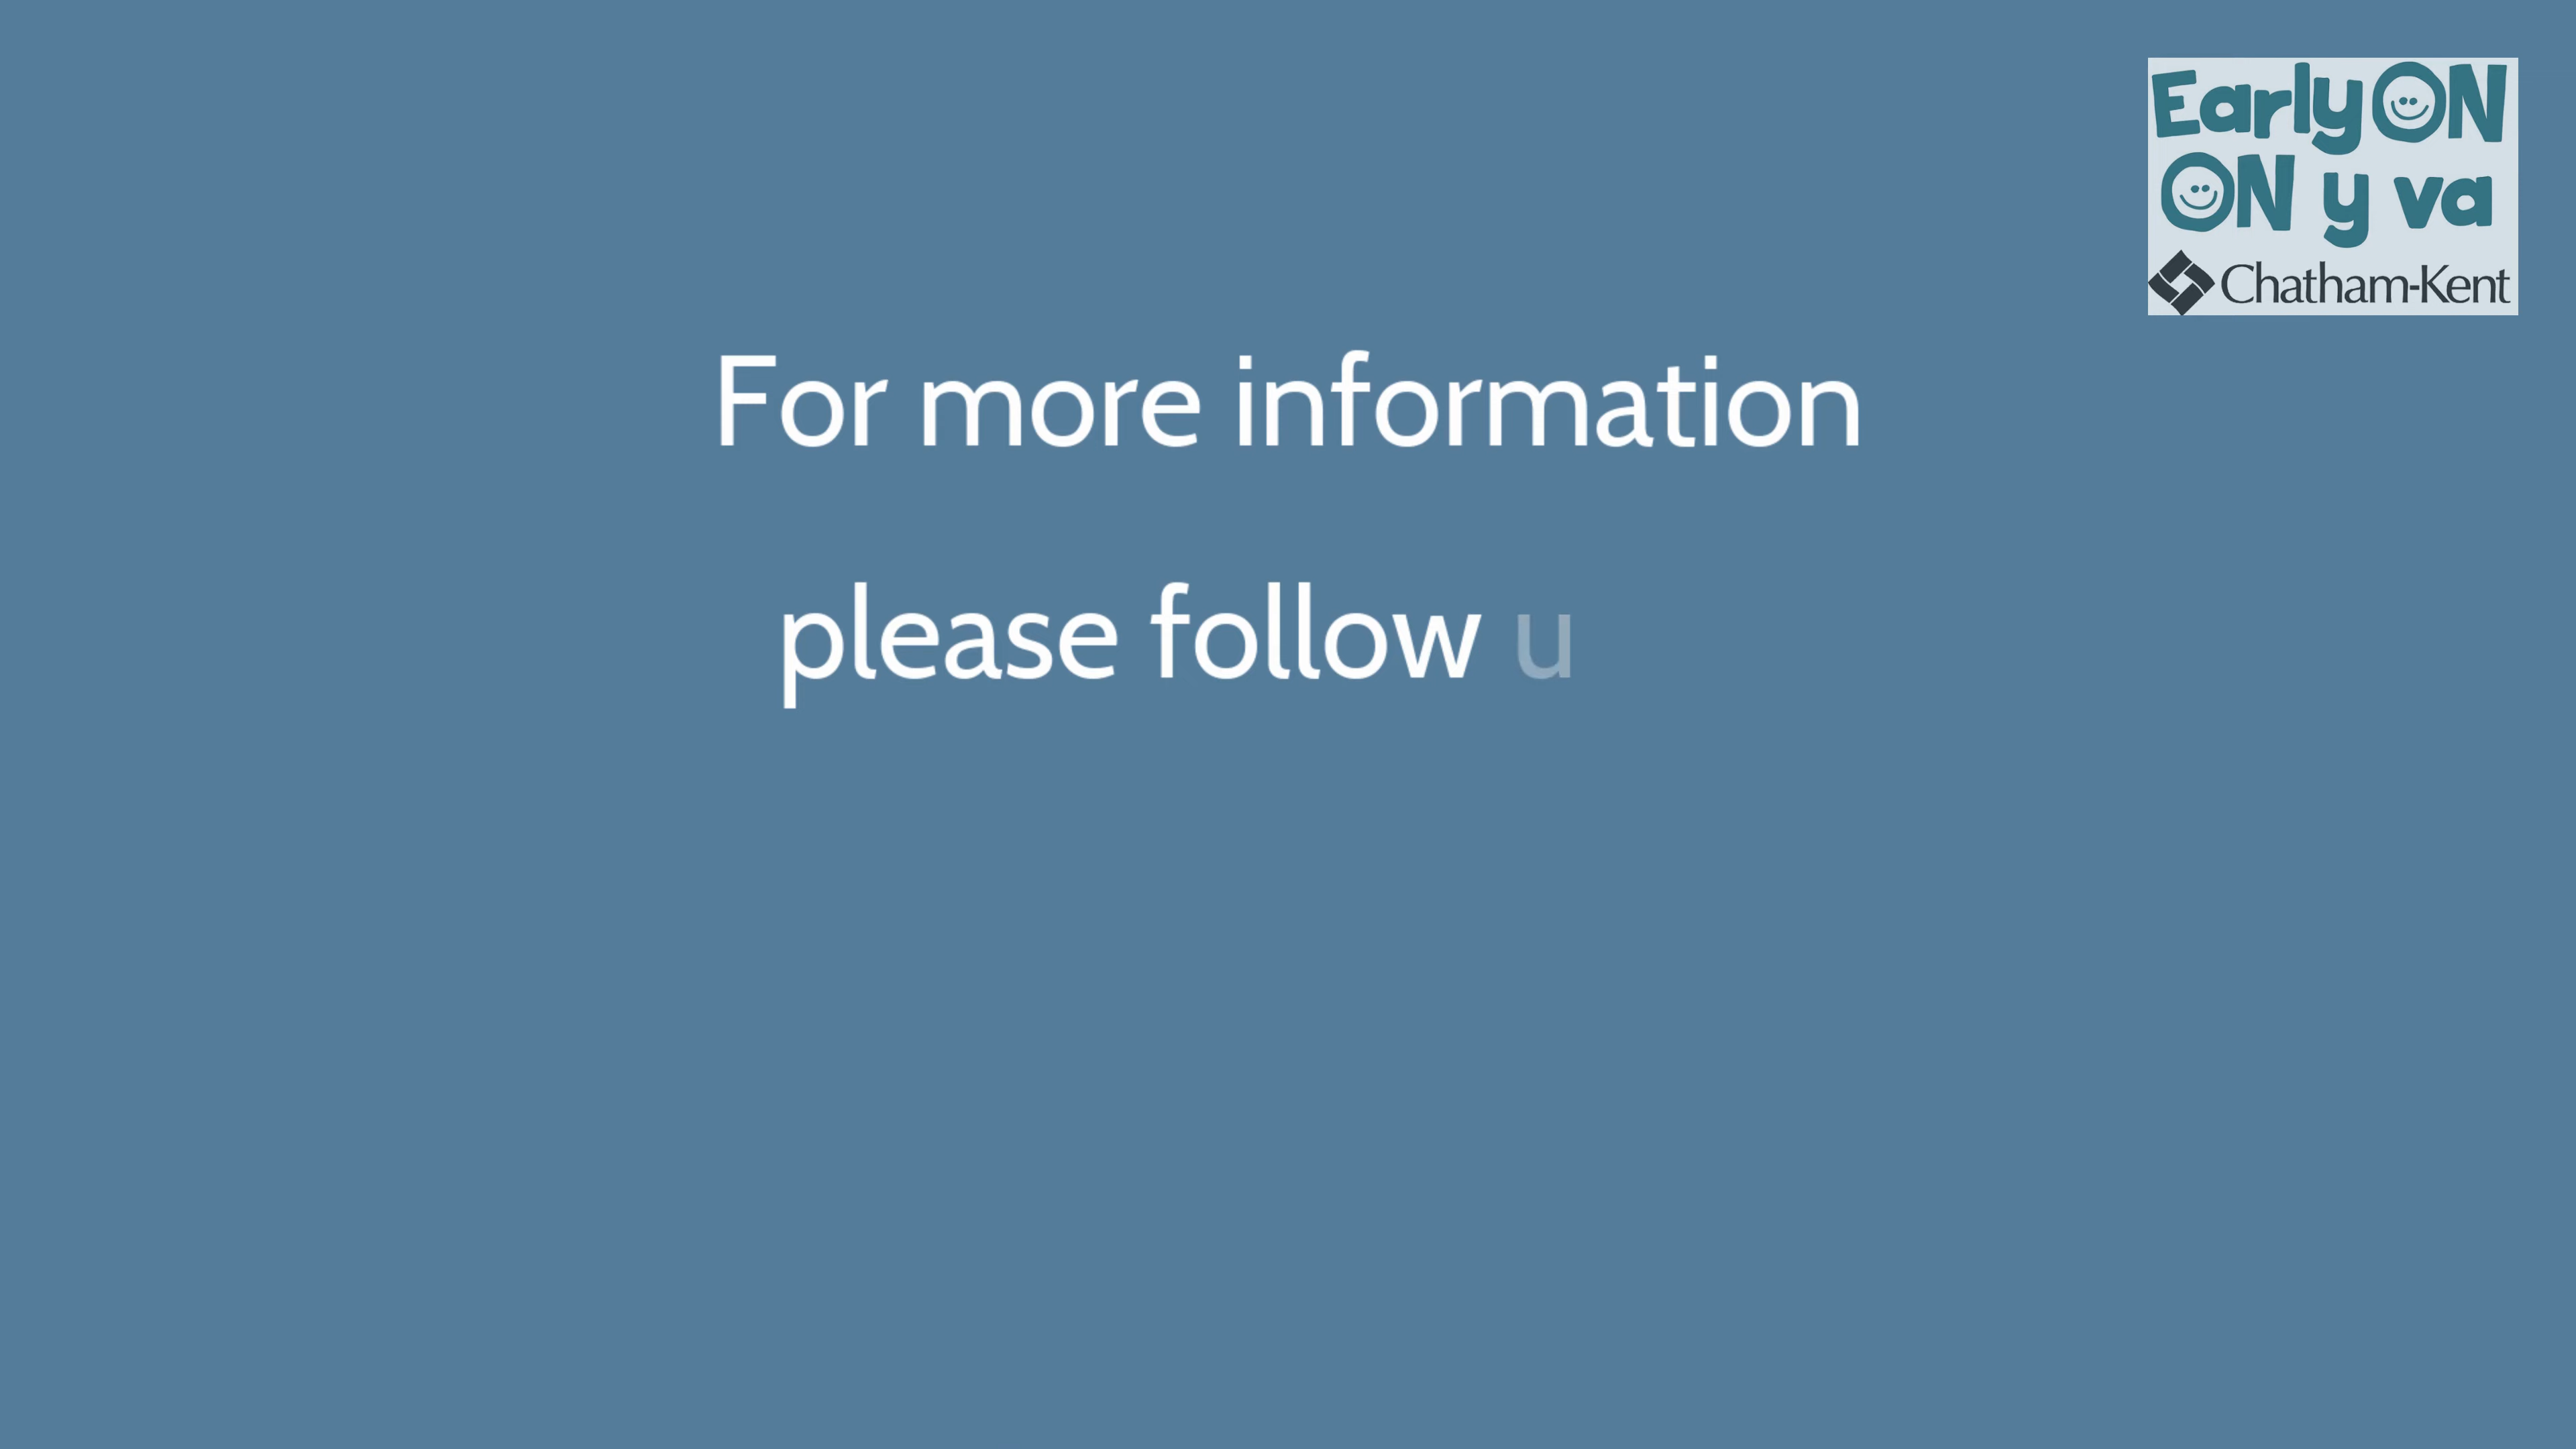 EarlyON
ON y va
Chatham-Kent
For more information
please follow u